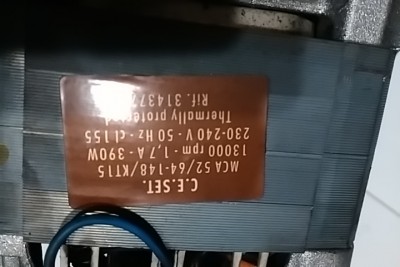 C.E.SET.
MCA 52/64-148/KT15
13000 rpm - 1,7 A - 390W
230-240V - 50 Hz - cl.155
Thermally protected
Rif.